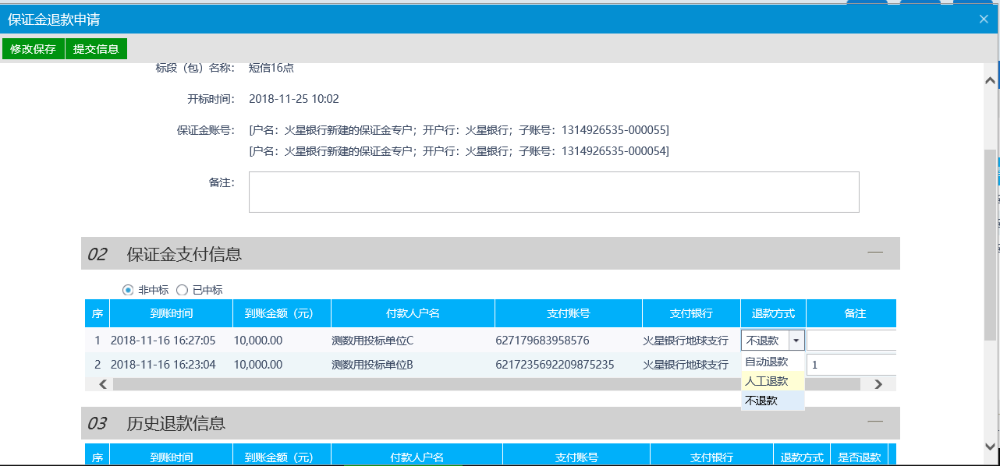 保证金退款申请
修改保存 提交信息
标段（包）名称： 短信16点
开标时间： 2018-11-25 10:02
保证金账号： [户名：火星银行新建的保证金专户；开户行：火星银行；子账号：1314926535-000055]
[户名：火星银行新建的保证金专户；开户行：火星银行；子账号：1314926535-000054]
备注：
02 保证金支付信息
非中标 已中标
序 到账时间 到账金额（元） 付款人户名 支付账号 支付银行 退款方式 备注
1 2018-11-16 16:27:05 10,000.00 测数用投标单位C 627179683958576 火星银行地球支行 不退款
2 2018-11-16 16:23:04 10,000.00 测数用投标单位B 6217235692209875235 火星银行地球支行 1
自动退款
人工退款
不退款
03 历史退款信息
序 到账时间 到账金额（元） 付款人户名 支付账号 支付银行 退款方式 是否退款